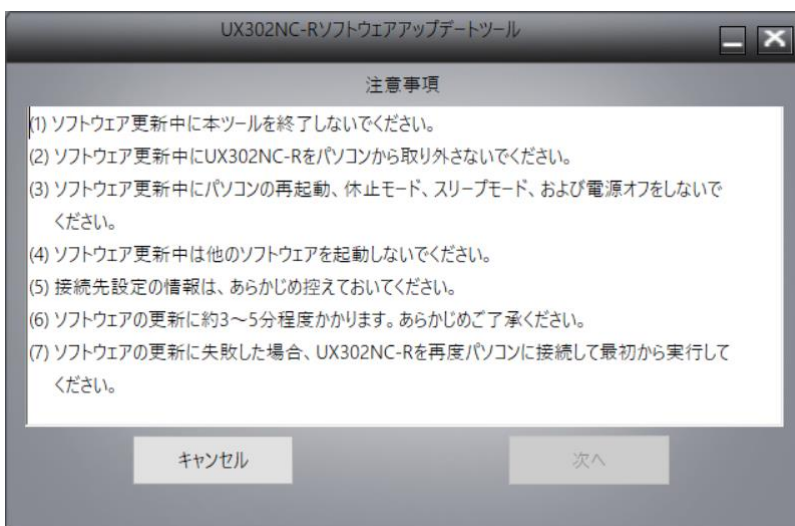 UX302NC-Rソフトウェアアップデートツール
注意事項
(1) ソフトウェア更新中に本ツールを終了しないでください。
(2) ソフトウェア更新中にUX302NC-Rをパソコンから取り外さないでください。
(3) ソフトウェア更新中にパソコンの再起動、休止モード、スリープモード、および電源オフをしないで
ください。
(4) ソフトウェア更新中は他のソフトウェアを起動しないでください。
(5) 接続先設定の情報は、あらかじめ控えておいてください。
(6) ソフトウェアの更新に約3～5分程度かかります。あらかじめご了承ください。
(7) ソフトウェアの更新に失敗した場合、UX302NC-Rを再度パソコンに接続して最初から実行して
ください。
キャンセル
次へ